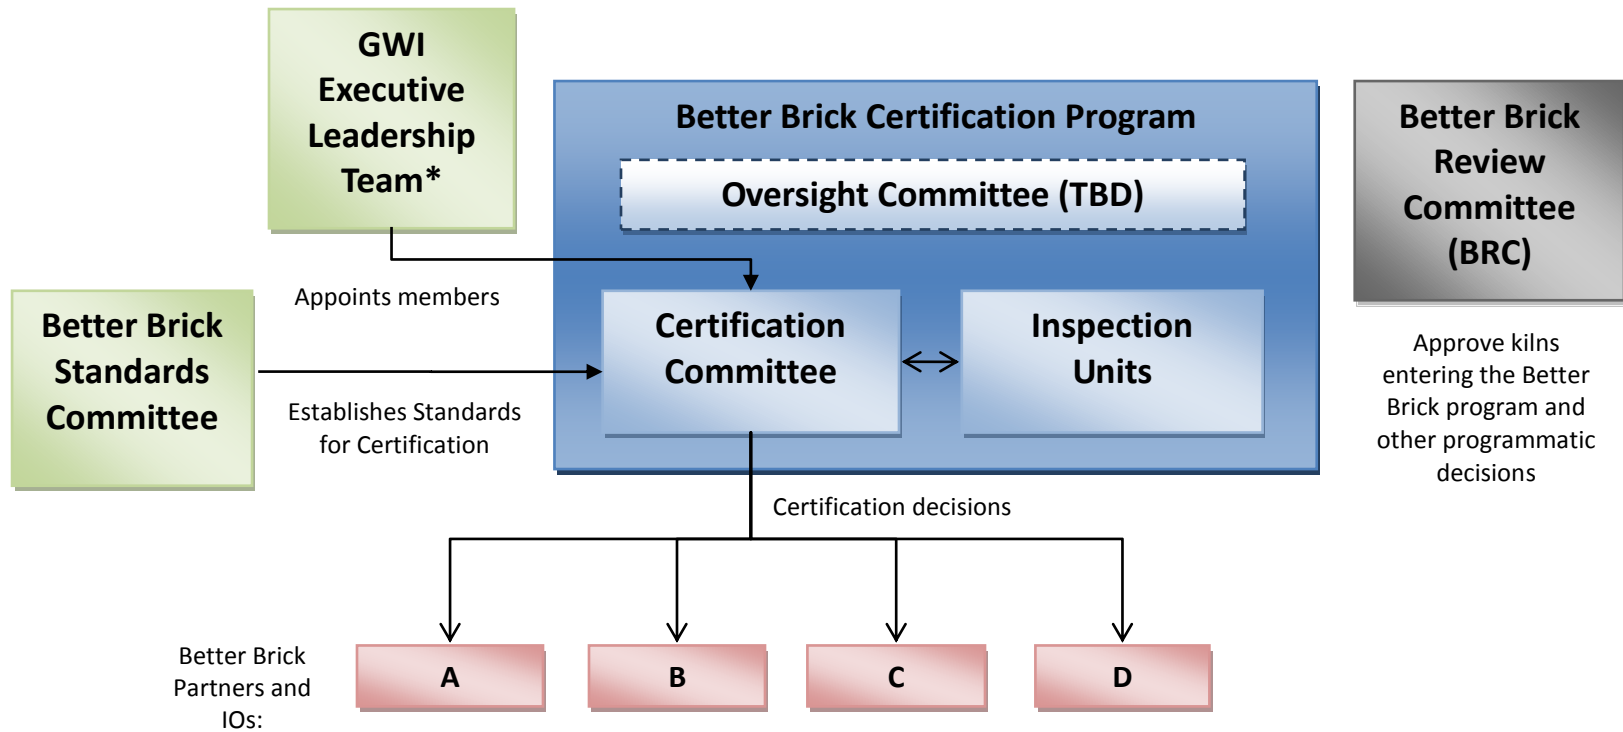 GWI
Executive
Leadership
Team*
Better Brick Certification Program
Oversight Committee (TBD)
Better Brick
Review
Committee
(BRC)
Appoints members
Better Brick
Standards
Committee
Establishes Standards
for Certification
Certification
Committee
Inspection
Units
Approve kilns
entering the Better
Brick program and
other programmatic
decisions
Certification decisions
Better Brick
Partners and
IOs:
A
B
C
D